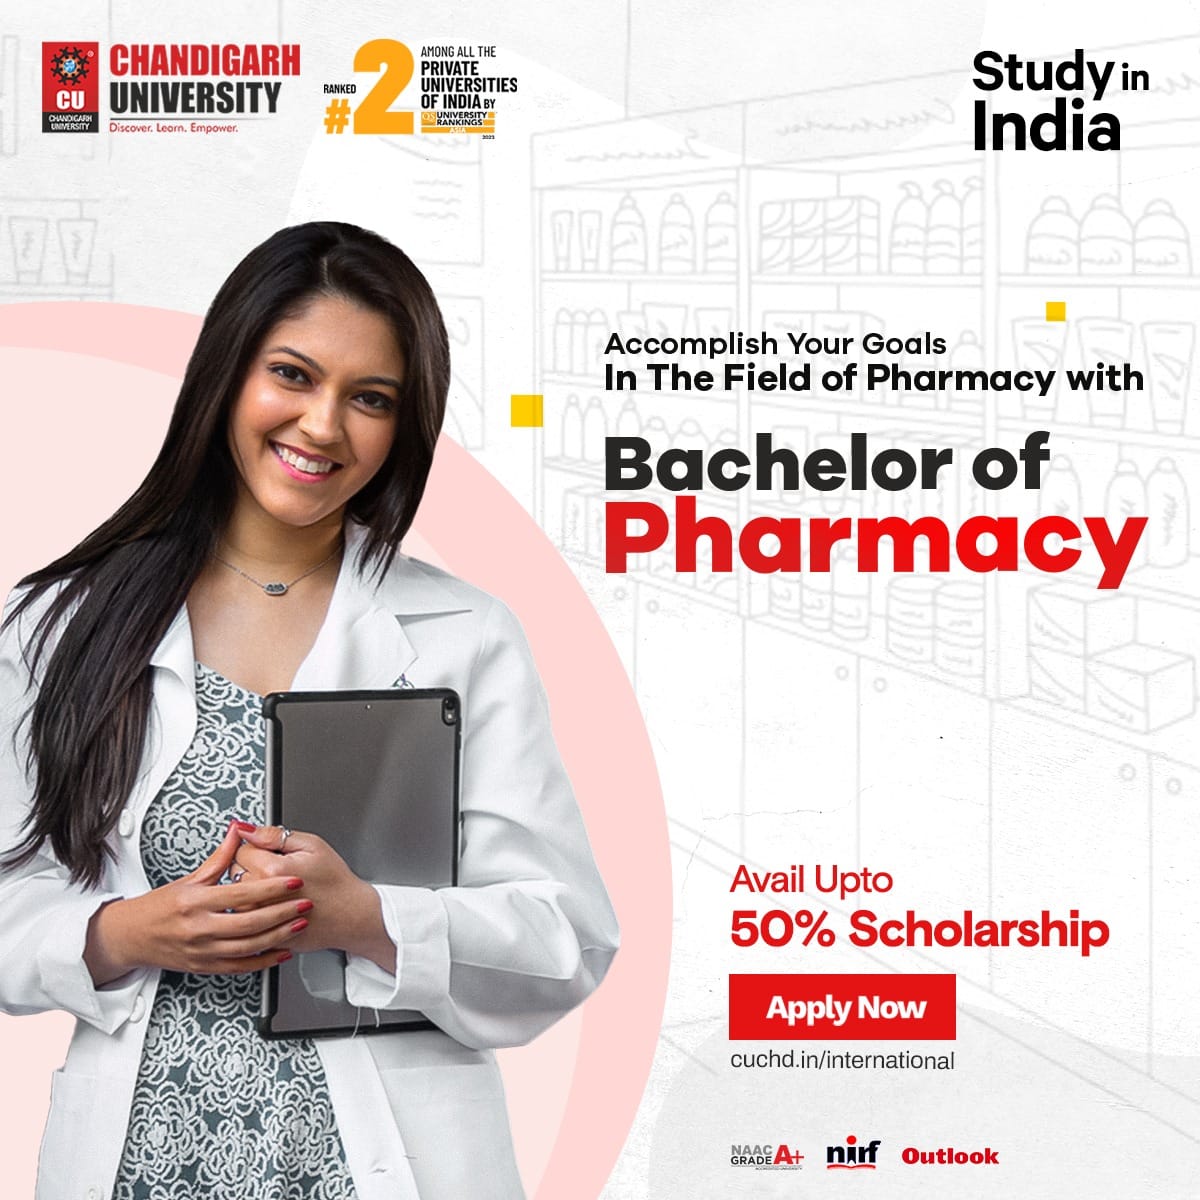 CU
CHANDIGARH
UNIVERSITY
CHANDIGARH
UNIVERSITY
Discover. Learn. Empower.
RANKED
#2
AMONG ALL THE
PRIVATE
UNIVERSITIES
OF INDIA BY
QS UNIVERSITY
RANKINGS
ASIA
2023
Study in
India
Accomplish Your Goals
In The Field of Pharmacy with
Bachelor of
Pharmacy
Avail Upto
50% Scholarship
Apply Now
cuchd.in/international
NAAC
GRADE A+
ACCREDITED UNIVERSITY
nirf
Outlook